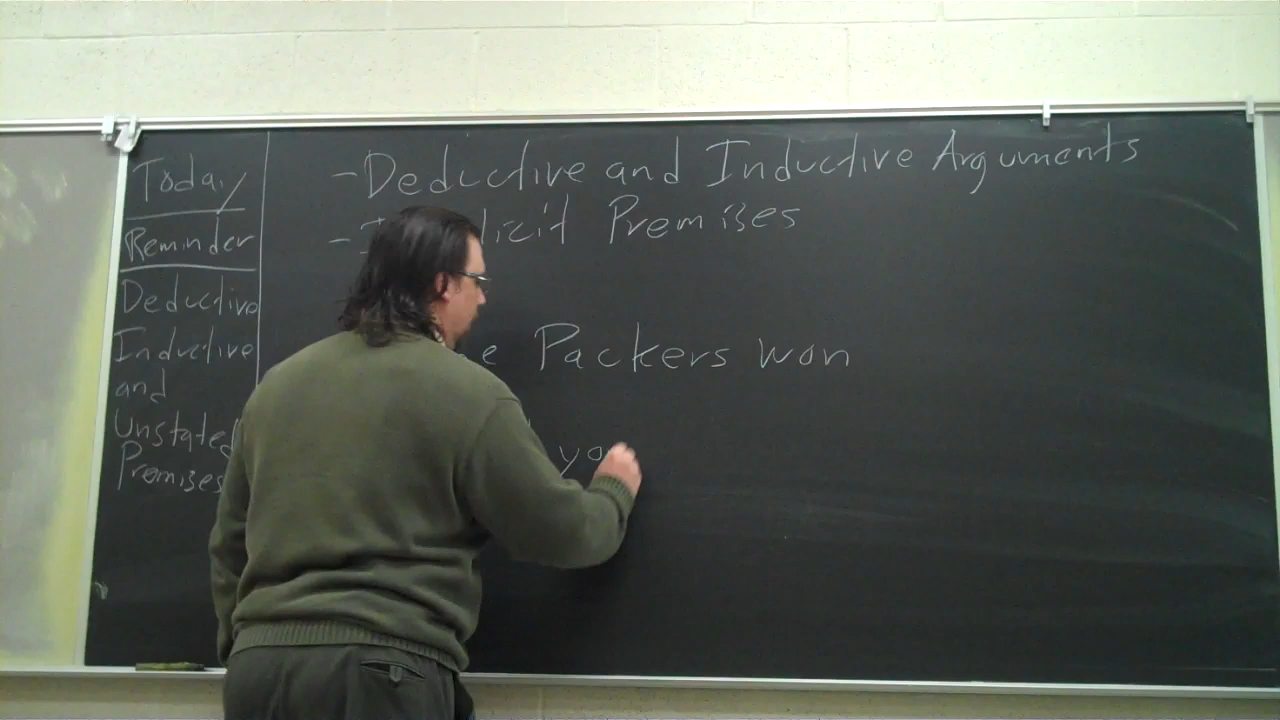 Today
Reminder
Deductive
Inductive
and
Unstated
Premises
- Deductive and Inductive Arguments
- Premises
Packers won